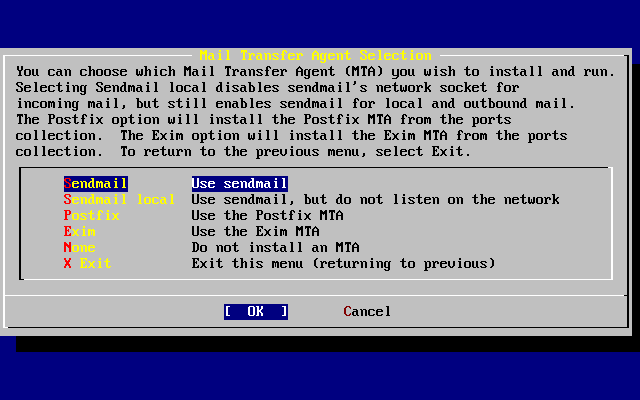 Mail Transfer Agent Selection
You can choose which Mail Transfer Agent (MTA) you wish to install and run.
Selecting Sendmail local disables sendmail's network socket for
incoming mail, but still enables sendmail for local and outbound mail.
The Postfix option will install the Postfix MTA from the ports
collection.  The Exim option will install the Exim MTA from the ports
collection.  To return to the previous menu, select Exit.
Sendmail Use sendmail
Sendmail local Use sendmail, but do not listen on the network
Postfix Use the Postfix MTA
Exim Use the Exim MTA
None Do not install an MTA
X Exit Exit this menu (returning to previous)
[ OK ] Cancel